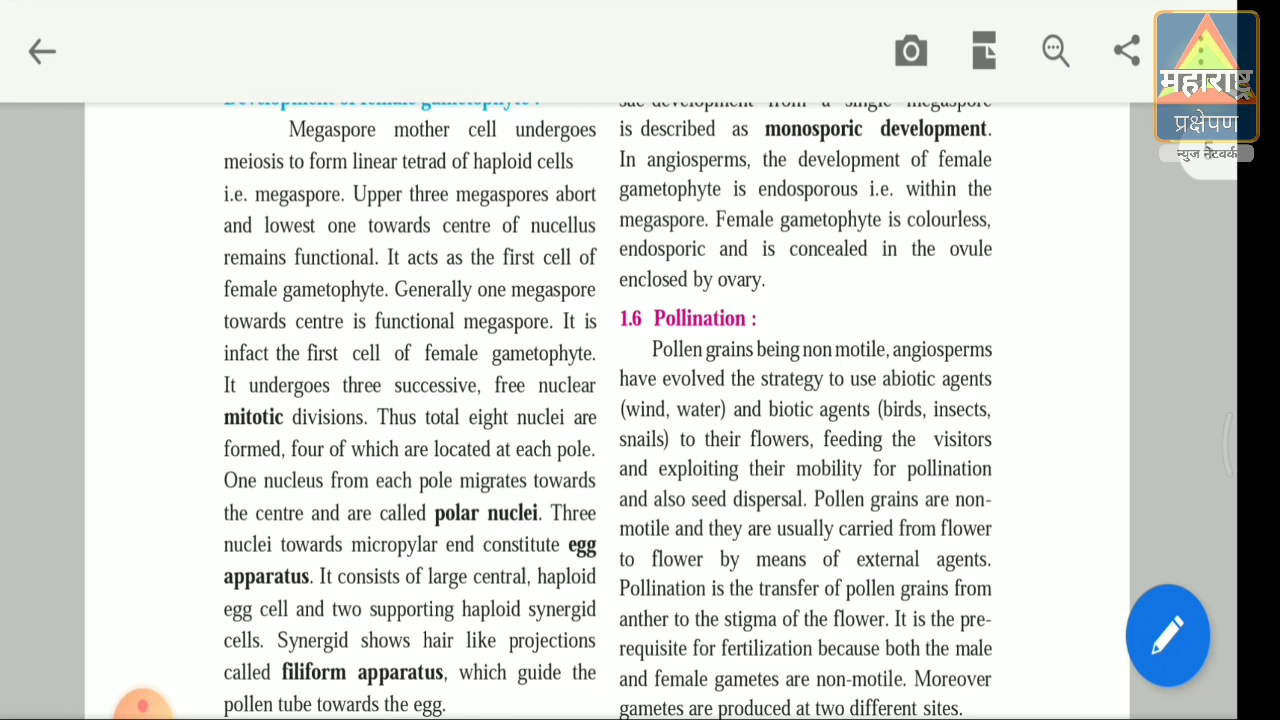 Development of female gametophyte :
Megaspore mother cell undergoes
meiosis to form linear tetrad of haploid cells
i.e. megaspore. Upper three megaspores abort
and lowest one towards centre of nucellus
remains functional. It acts as the first cell of
female gametophyte. Generally one megaspore
towards centre is functional megaspore. It is
infact the first cell of female gametophyte.
It undergoes three successive, free nuclear
mitotic divisions. Thus total eight nuclei are
formed, four of which are located at each pole.
One nucleus from each pole migrates towards
the centre and are called polar nuclei. Three
nuclei towards micropylar end constitute egg
apparatus. It consists of large central, haploid
egg cell and two supporting haploid synergid
cells. Synergid shows hair like projections
called filiform apparatus, which guide the
pollen tube towards the egg.
sac development from a single megaspore
is described as monosporic development.
In angiosperms, the development of female
gametophyte is endosporous i.e. within the
megaspore. Female gametophyte is colourless,
endosporic and is concealed in the ovule
enclosed by ovary.
1.6 Pollination :
Pollen grains being non motile, angiosperms
have evolved the strategy to use abiotic agents
(wind, water) and biotic agents (birds, insects,
snails) to their flowers, feeding the visitors
and exploiting their mobility for pollination
and also seed dispersal. Pollen grains are non-
motile and they are usually carried from flower
to flower by means of external agents.
Pollination is the transfer of pollen grains from
anther to the stigma of the flower. It is the pre-
requisite for fertilization because both the male
and female gametes are non-motile. Moreover
gametes are produced at two different sites.
महाराष्ट्र
प्रक्षेपण
न्युज नेटवर्क